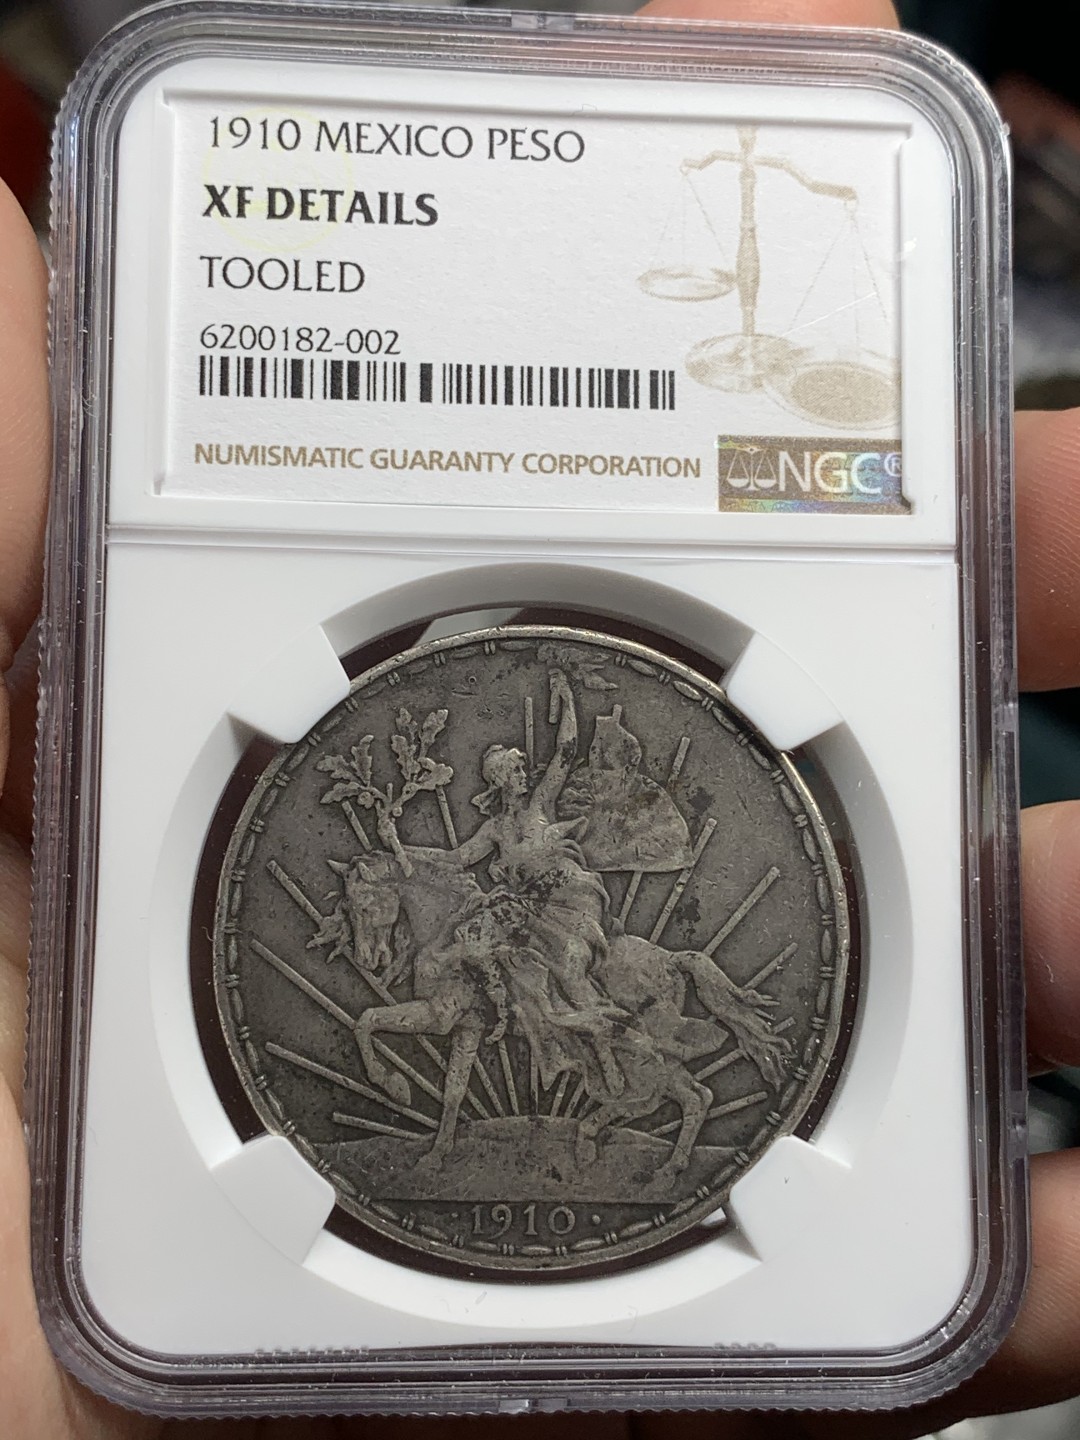 1910 MEXICO PESO
XF DETAILS
TOOLED
6200182-002
NUMISMATIC GUARANTY CORPORATION
NGC®
·1910·